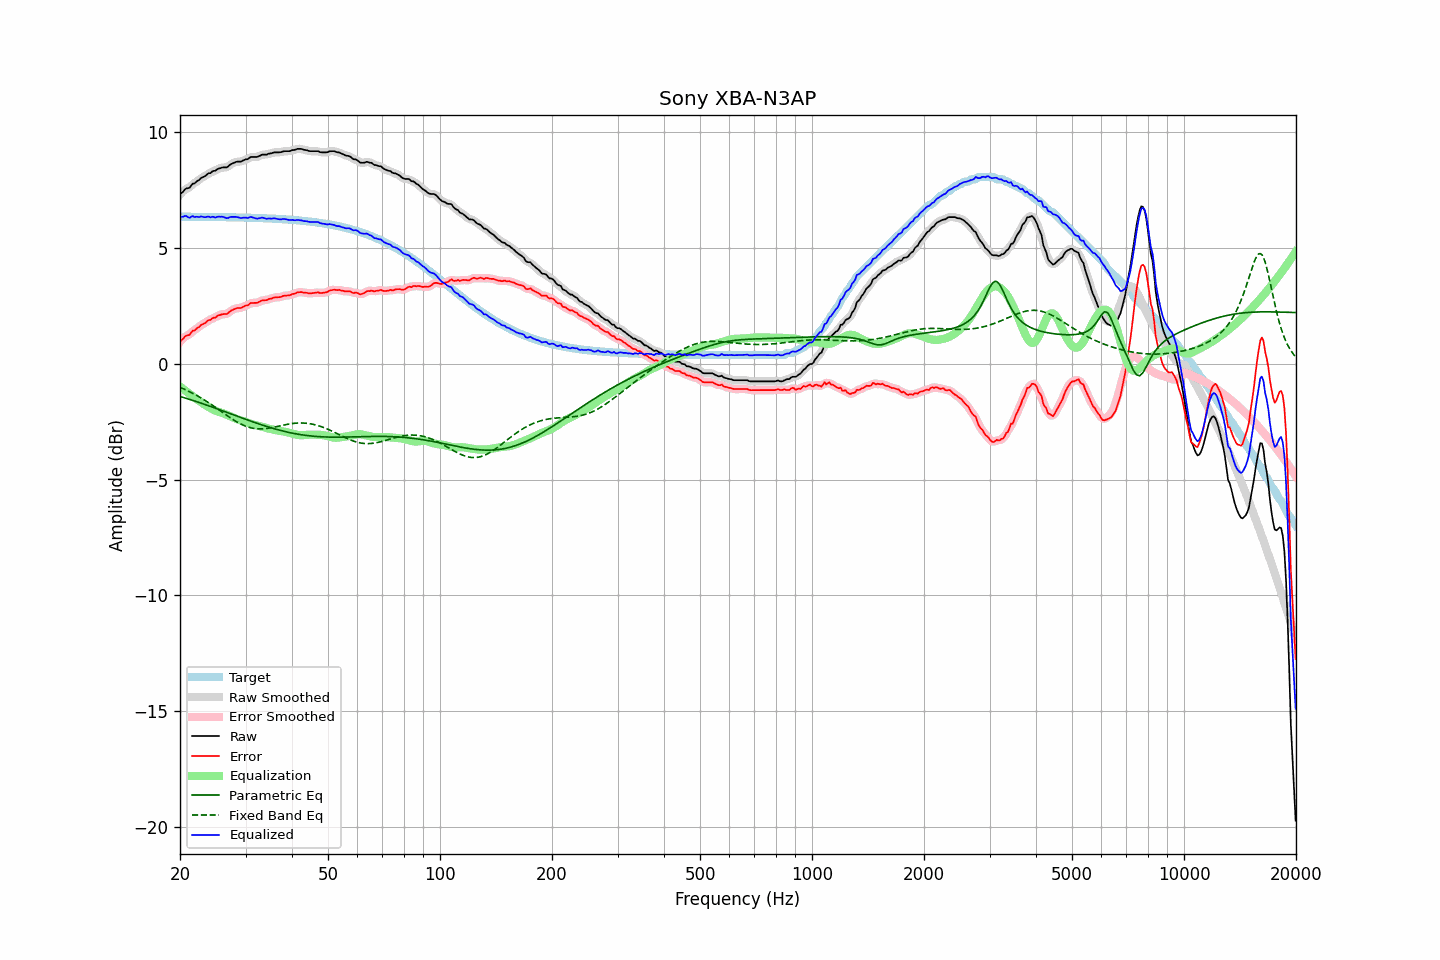 Sony XBA-N3AP
10
5
0
−5
−10
−15
−20
Amplitude (dBr)
Target
Raw Smoothed
Error Smoothed
Raw
Error
Equalization
Parametric Eq
Fixed Band Eq
Equalized
20 50 100 200 500 1000 2000 5000 10000 20000
Frequency (Hz)